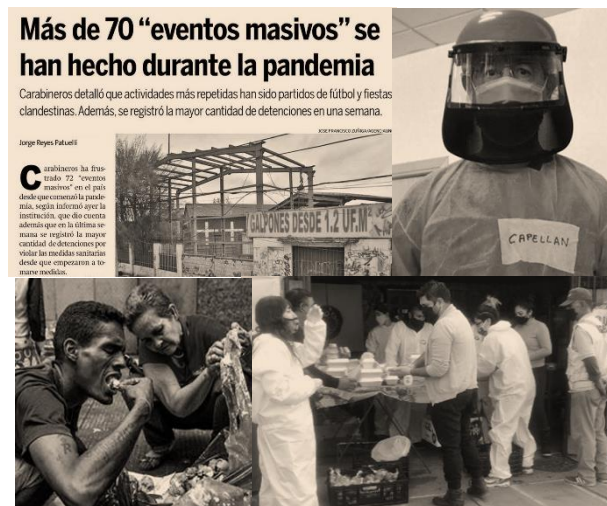 Más de 70 “eventos masivos” se
han hecho durante la pandemia
Carabineros detalló que actividades más repetidas han sido partidos de fútbol y fiestas
clandestinas. Además, se registró la mayor cantidad de detenciones en una semana.
Jorge Reyes Patuelli
Carabineros ha frus-
trado 72 “eventos
masivos” en el país
desde que comenzó la pande-
mia, según informó ayer la
institución, que dio cuenta
además que en la última se-
mana se registró la mayor
cantidad de detenciones por
violar las medidas sanitarias
desde que empezaron a to-
marse medidas.
GALPONES DESDE 1.2 UF.M²
CAPELLAN